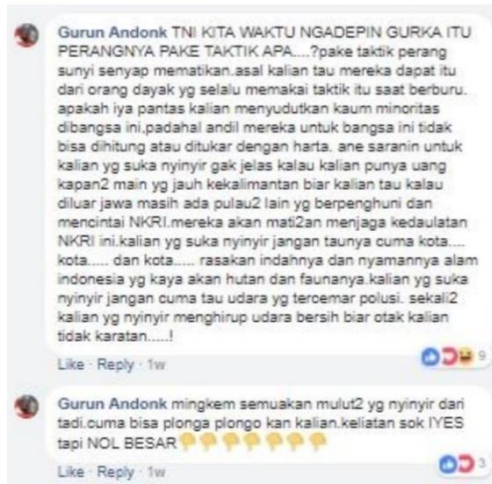 Gurun Andonk TNI KITA WAKTU NGADEPIN GURKA ITU
PERANGNYA PAKE TAKTIK APA....?pake taktik perang
sunyi senyap mematikan.asal kalian tau mereka dapat itu
dari orang dayak yg selalu memakai taktik itu saat berburu.
apakah iya pantas kalian menyudutkan kaum minoritas
dibangsa ini,padahal andil mereka untuk bangsa ini tidak
bisa dihitung atau ditukar dengan harta. ane saranin untuk
kalian yg suka nyinyir gak jelas kalau kalian punya uang
kapan2 main yg jauh kekalimantan biar kalian tau kalau
diluar jawa masih ada pulau2 lain yg berpenghuni dan
mencintai NKRI.mereka akan mati2an menjaga kedaulatan
NKRI ini.kalian yg suka nyinyir jangan taunya cuma kota....
kota..... dan kota..... rasakan indahnya dan nyamannya alam
indonesia yg kaya akan hutan dan faunanya.kalian yg suka
nyinyir jangan cuma tau udara yg tercemar polusi. sekali2
kalian yg nyinyir menghirup udara bersih biar otak kalian
tidak karatan.....!
Like · Reply · 1w
9
Gurun Andonk mingkem semuakan mulut2 yg nyinyir dari
tadi.cuma bisa plonga plongo kan kalian.keliatan sok IYES
tapi NOL BESAR👇👇👇👇👇👇👇
Like · Reply · 1w
3